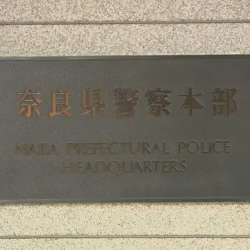 奈良県警察本部
NARA PREFECTURAL POLICE
HEADQUARTERS